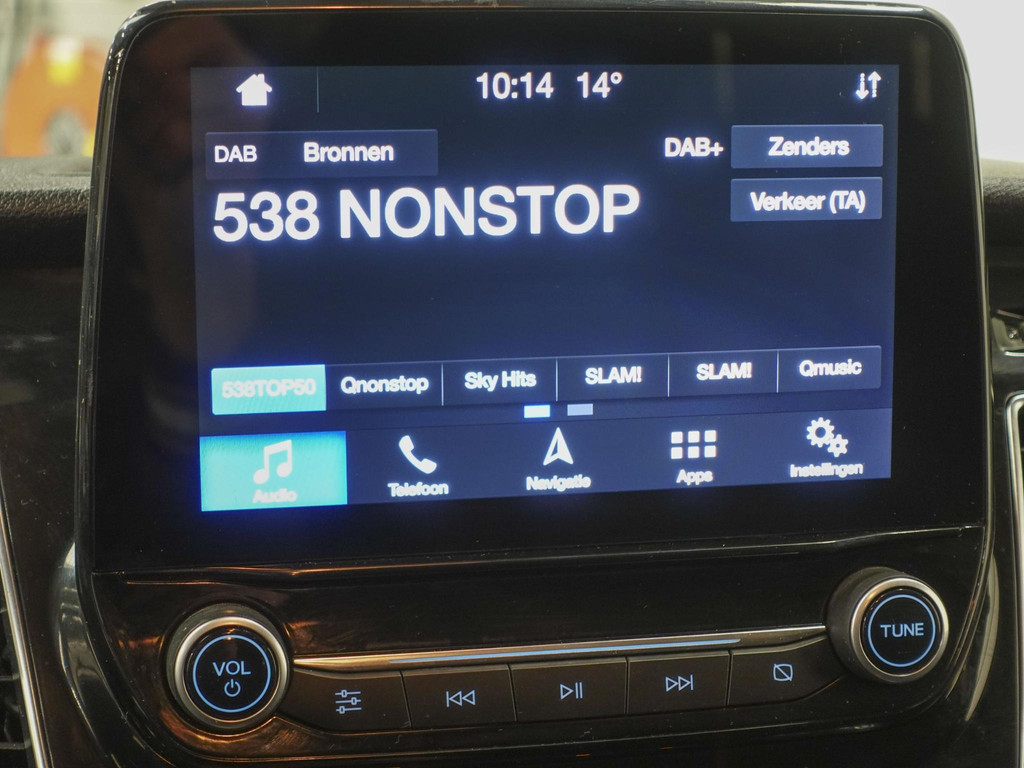 10:14 14°
DAB Bronnen DAB+ Zenders
538 NONSTOP Verkeer (TA)
538TOP50 Qnonstop Sky Hits SLAM! SLAM! Qmusic
Audio Telefoon Navigatie Apps Instellingen
VOL TUNE